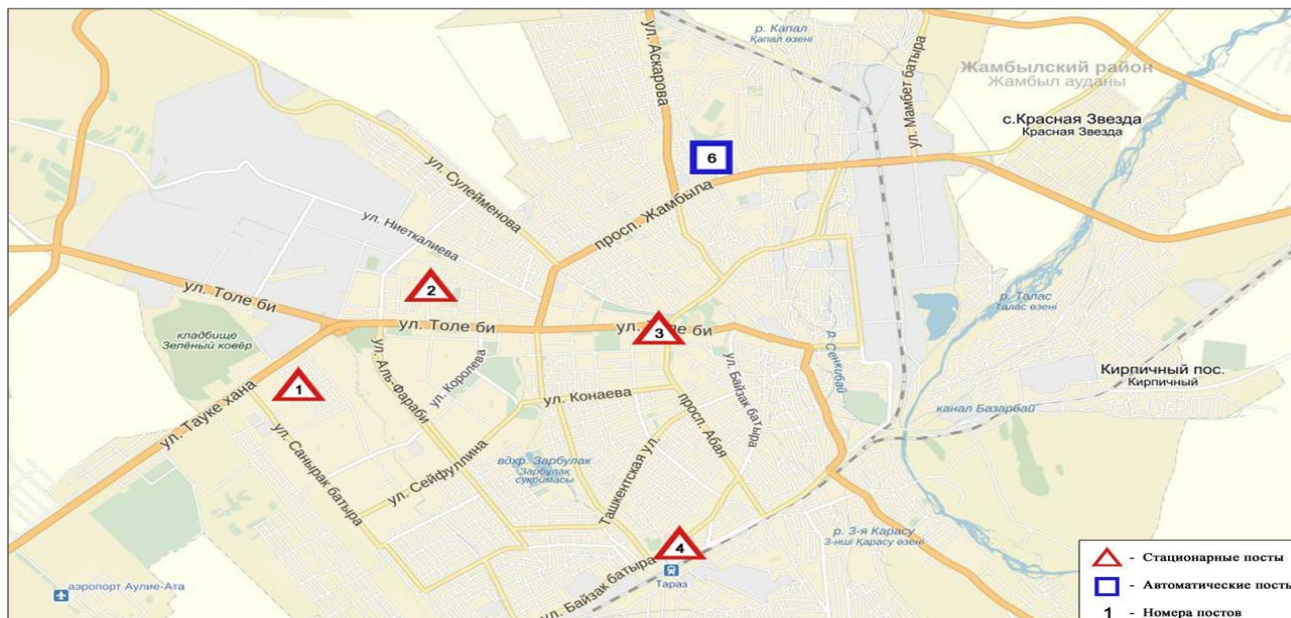 ул. Аскарова
р. Капал
Қапал өзені
ул. Мамбет батыра
Жамбылский район
Жамбыл ауданы
с.Красная Звезда
Красная Звезда
6
ул. Сулейменова
просп. Жамбыла
ул. Ниеткалиева
ул. Толе би
2
ул. Толе би
ул. Толе би
3
р. Талас
Талас өзені
р. Сенкибай
кладбище
Зелёный ковёр
1
ул. Тауке хана
ул. Аль-Фараби
ул. Королева
ул. Конаева
ул. Байзак батыра
просп. Абая
Кирпичный пос.
Кирпичный
канал Базарбай
ул. Санырак батыра
ул. Сейфуллина
вдхр. Зарбулак
Зарбулақ
суқоймасы
Ташкентская ул.
р. 3-я Карасу
3-нші Қарасу өзені
4
Тараз
ул. Байзак батыра
аэропорт Аулие-Ата
- Стационарные посты
- Автоматические посты
1 - Номера постов